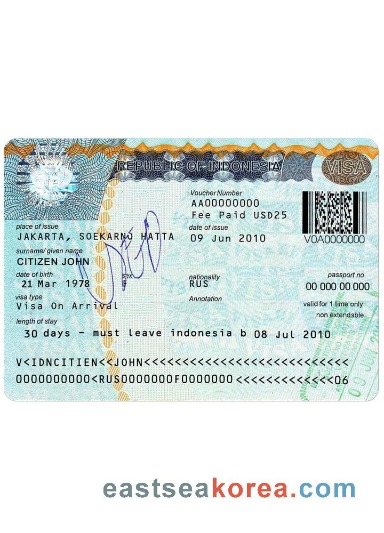 REPUBLIC OF INDONESIA
VISA
Voucher Number
AA00000000
Fee Paid USD25
place of issue
date of issue
JAKARTA, SOEKARNO HATTA
09 Jun 2010
VOA0000000
surname/ given name
CITIZEN JOHN
date of birth
sex
nationality
passport no
21 Mar 1978
RUS
00 000 00 000
visa type
Annotation
Visa On Arrival
valid for 1 time only
non extendable
length of stay
30 days - must leave indonesia b 08 Jul 2010
V<IDNCITIEN<JOHN<<<<<<<<<<<<<<<<<<<<<<<<<<<<
0000000000<RUS0000000F0000000<<<<<<<<<<<<<06
eastseakorea.com